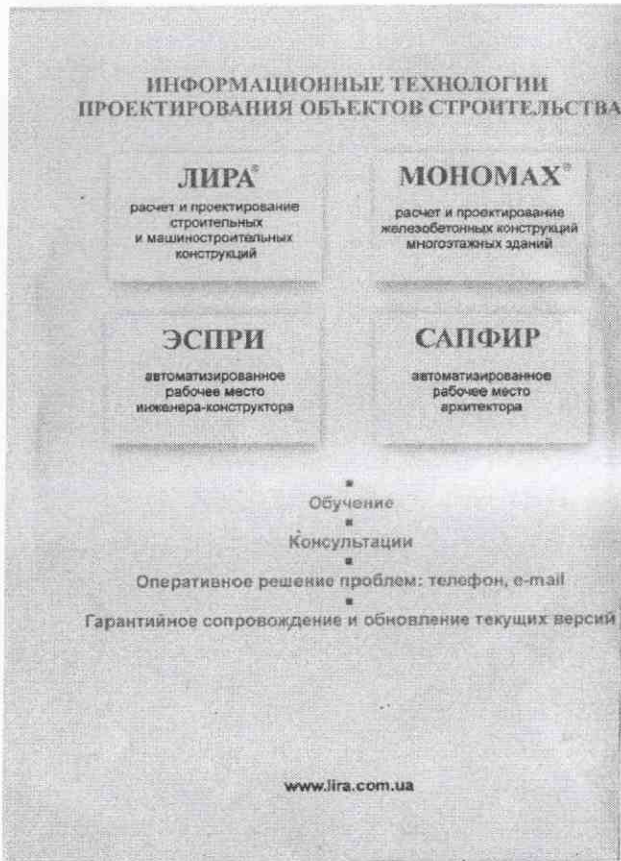 ИНФОРМАЦИОННЫЕ ТЕХНОЛОГИИ
ПРОЕКТИРОВАНИЯ ОБЪЕКТОВ СТРОИТЕЛЬСТВА
ЛИРА®
расчет и проектирование
строительных
и машиностроительных
конструкций
МОНОМАХ®
расчет и проектирование
железобетонных конструкций
многоэтажных зданий
ЭСПРИ
автоматизированное
рабочее место
инженера-конструктора
САПФИР
автоматизированное
рабочее место
архитектора
Обучение
Консультации
Оперативное решение проблем: телефон, e-mail
Гарантийное сопровождение и обновление текущих версий
www.lira.com.ua